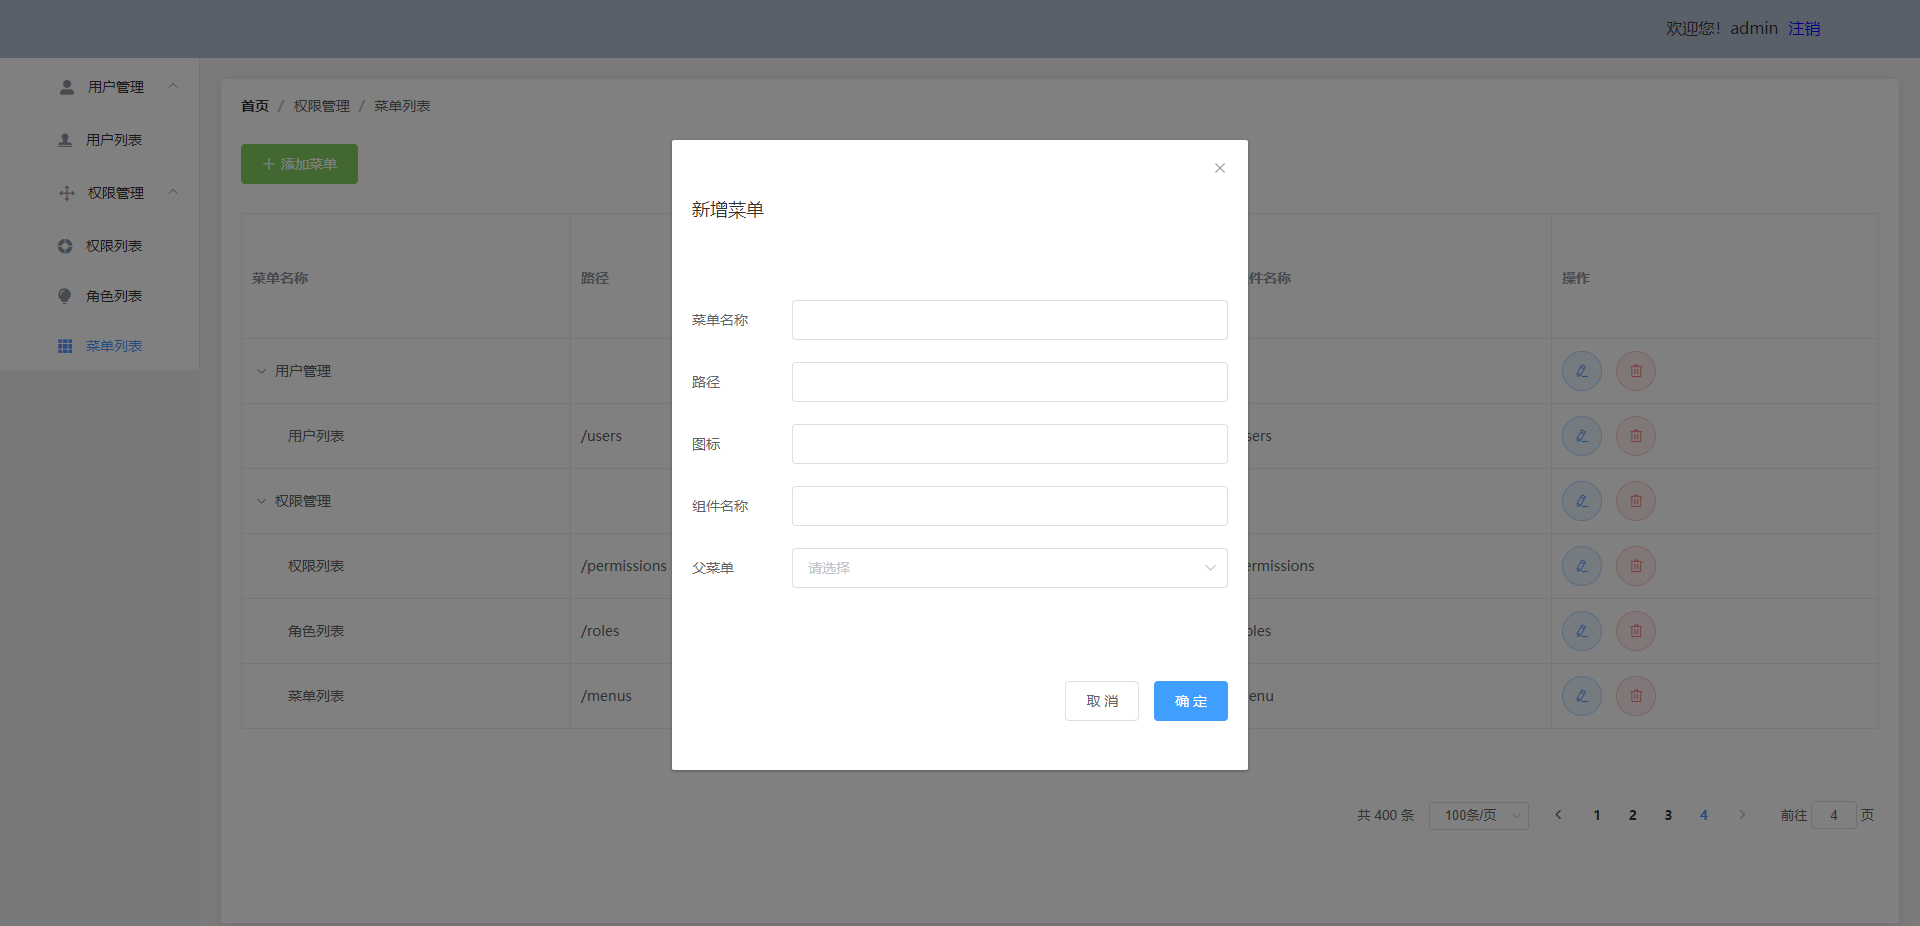 欢迎您！admin 注销
用户管理
用户列表
权限管理
权限列表
角色列表
菜单列表
首页 / 权限管理 / 菜单列表
添加菜单
菜单名称 路径 件名称 操作
用户管理
用户列表 /users sers
权限管理
权限列表 /permissions ermissions
角色列表 /roles oles
菜单列表 /menus enu
新增菜单
菜单名称
路径
图标
组件名称
父菜单 请选择
取 消 确 定
共 400 条 100条/页 1 2 3 4 前往 4 页